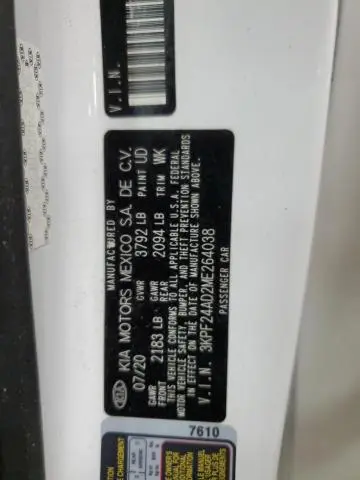 V.I.N.
MANUFACTURED BY
KIA MOTORS MEXICO S.A. DE C.V.
07/20 GVWR 3792 LB PAINT UD
GAWR FRONT 2183 LB GAWR REAR 2094 LB TRIM WK
THIS VEHICLE CONFORMS TO ALL APPLICABLE U.S.A. FEDERAL
MOTOR VEHICLE SAFETY, BUMPER, AND THEFT PREVENTION STANDARDS
IN EFFECT ON THE DATE OF MANUFACTURE SHOWN ABOVE.
V.I.N. 3KPF24AD2ME264038
PASSENGER CAR
KIA
7610